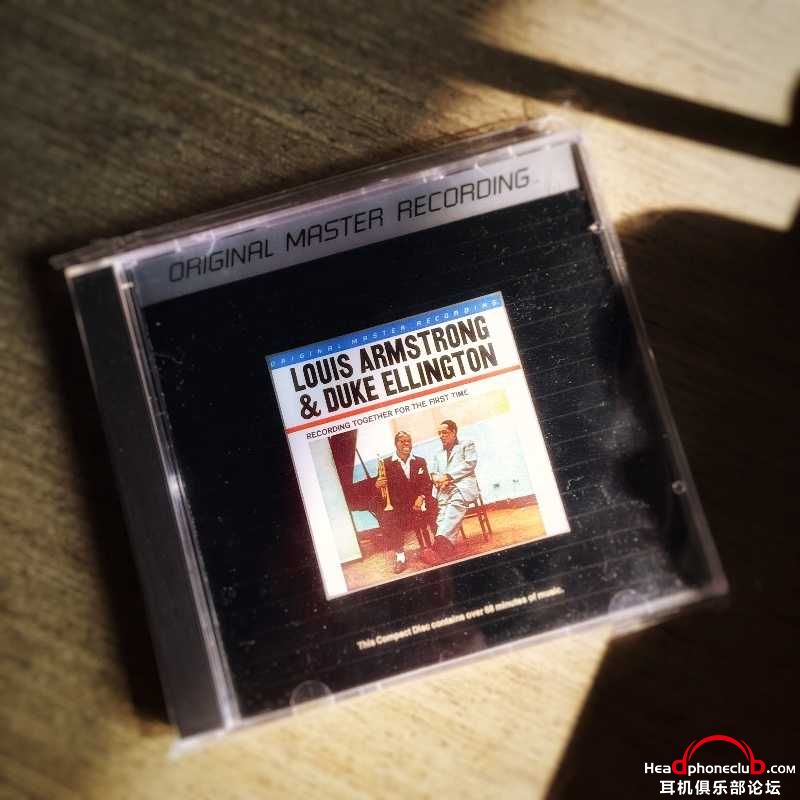 ORIGINAL MASTER RECORDING
ORIGINAL MASTER RECORDING
LOUIS ARMSTRONG
& DUKE ELLINGTON
RECORDING TOGETHER FOR THE FIRST TIME
This Compact Disc contains over 66 minutes of music.
Headphoneclub.com
耳机俱乐部论坛